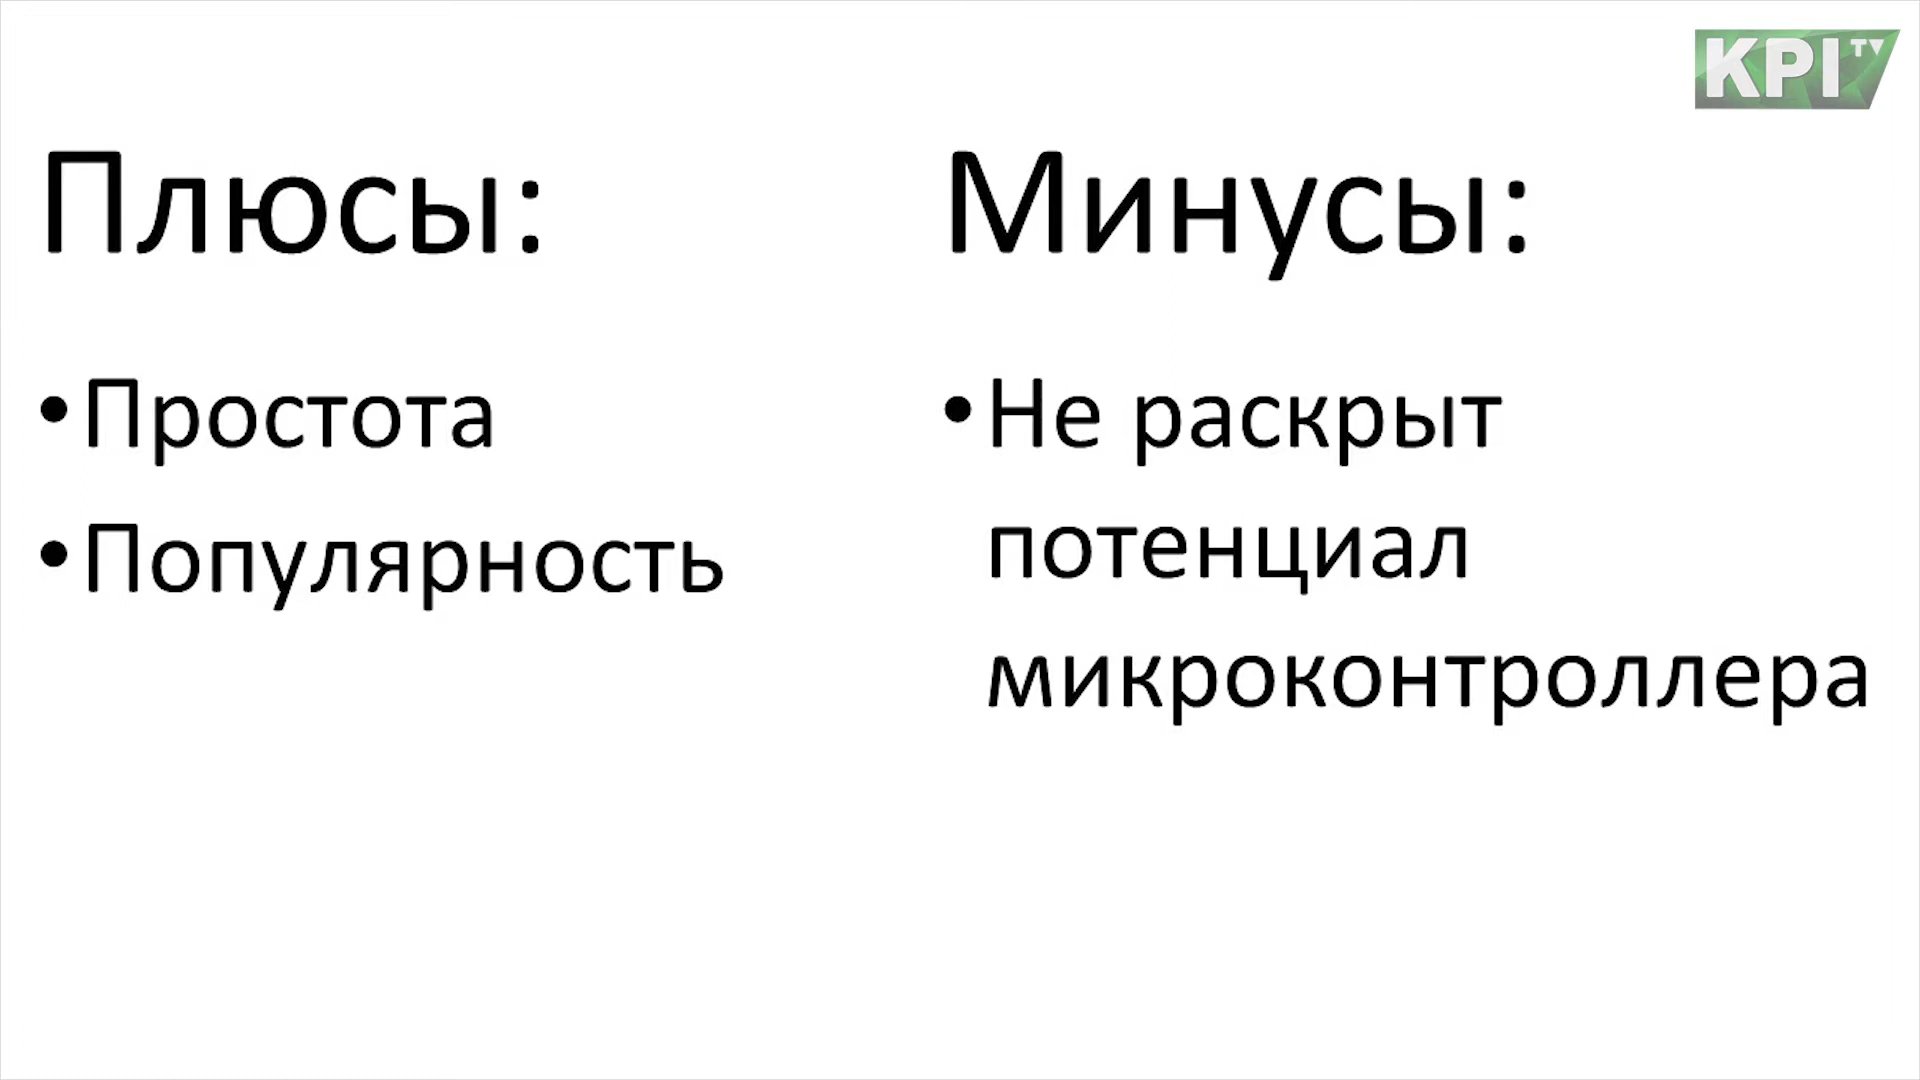 KPI TV
Плюсы:
• Простота
• Популярность
Минусы:
• Не раскрыт
потенциал
микроконтроллера